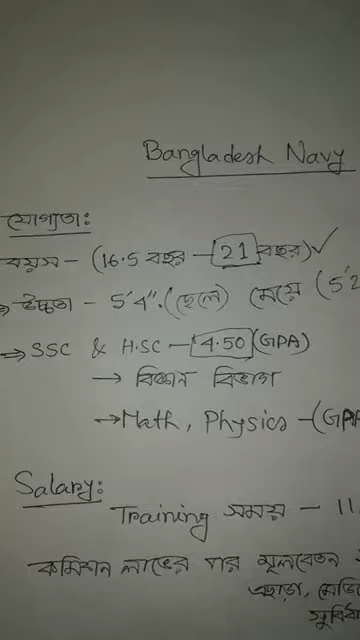 Bangladesh Navy
যোগ্যতাঃ
বয়স - (16.5 বছর - 21 বছর) ✓
→ উচ্চতা - 5'4". (ছেলে) মেয়ে (5'2
⇒ SSC & H.SC - 4.50 (GPA)
→ বিজ্ঞান বিভাগ
→ Math, Physics - (GPA
Salary:
Training সময় - 11
কমিশন লাভের পর মূলবেতন
এছাড়া, মেডি
সুবিধা